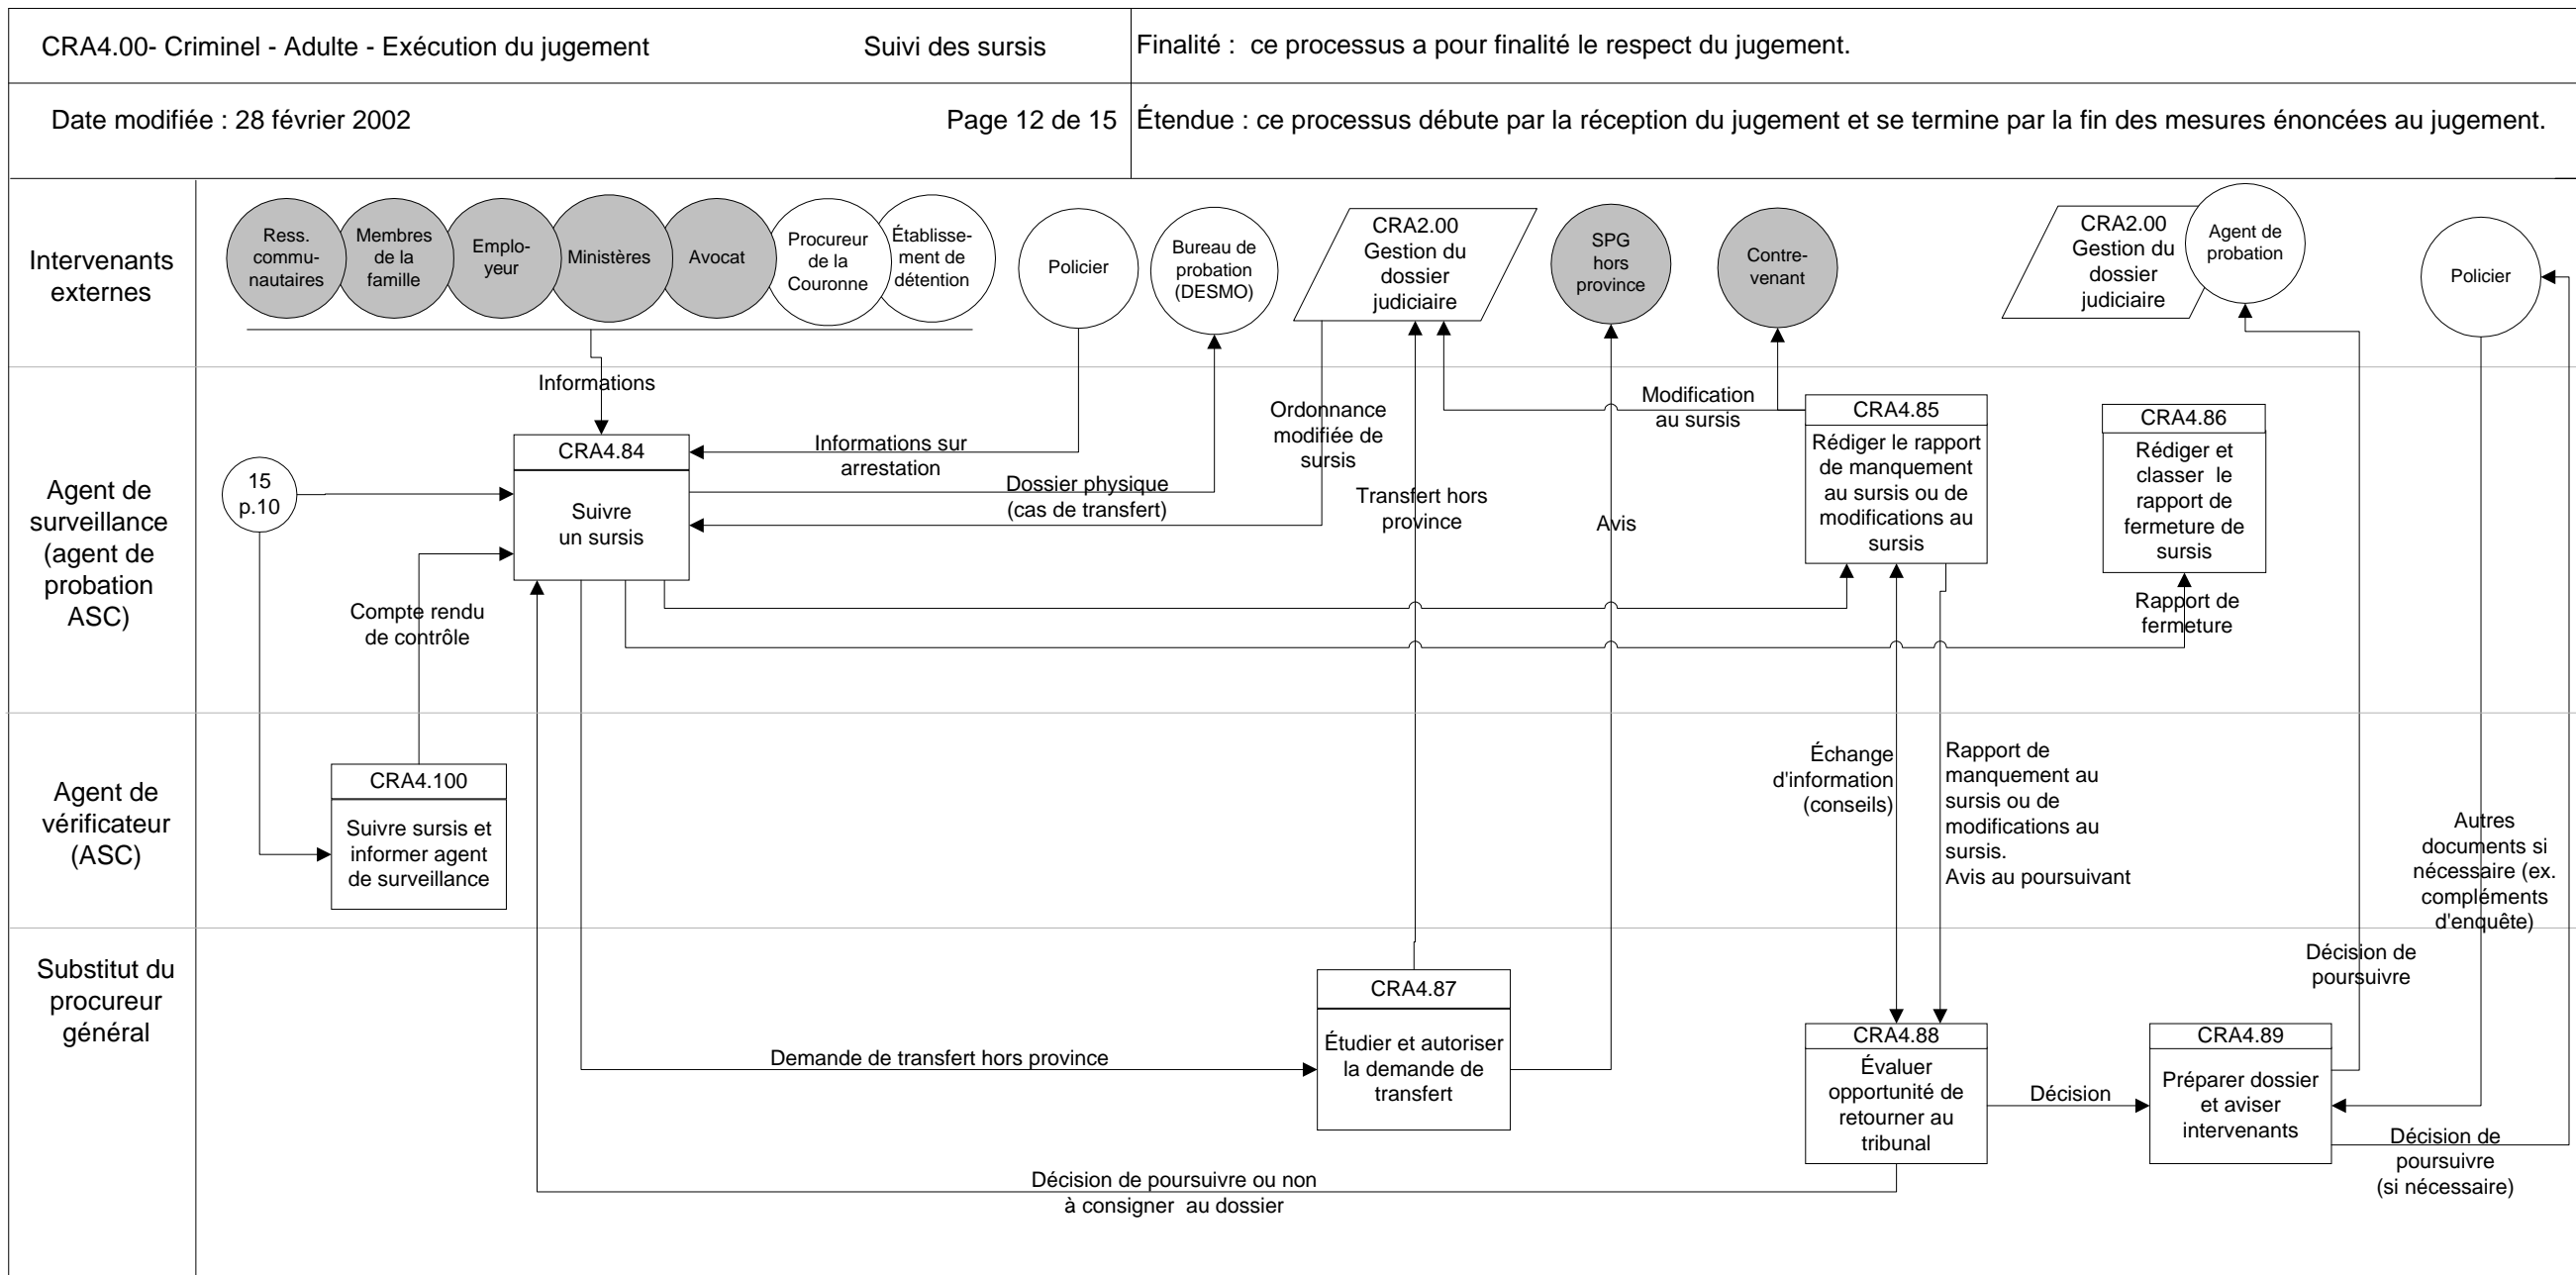 CRA4.00- Criminel - Adulte - Exécution du jugement
Suivi des sursis
Finalité : ce processus a pour finalité le respect du jugement.
Date modifiée : 28 février 2002
Page 12 de 15
Étendue : ce processus débute par la réception du jugement et se termine par la fin des mesures énoncées au jugement.
Intervenants
externes
Ress.
commu-
nautaires
Membres
de la
famille
Emplo-
yeur
Ministères
Avocat
Procureur
de la
Couronne
Établisse-
ment de
détention
Policier
Bureau de
probation
(DESMO)
CRA2.00
Gestion du
dossier
judiciaire
SPG
hors
province
Contre-
venant
CRA2.00
Gestion du
dossier
judiciaire
Agent de
probation
Policier
Agent de
surveillance
(agent de
probation
ASC)
15
p.10
Informations
CRA4.84
Suivre
un sursis
Informations sur
arrestation
Dossier physique
(cas de transfert)
Ordonnance
modifiée de
sursis
Transfert hors
province
Avis
Modification
au sursis
CRA4.85
Rédiger le rapport
de manquement
au sursis ou de
modifications au
sursis
CRA4.86
Rédiger et
classer le
rapport de
fermeture de
sursis
Rapport de
fermeture
Compte rendu
de contrôle
Agent de
vérificateur
(ASC)
CRA4.100
Suivre sursis et
informer agent
de surveillance
Échange
d'information
(conseils)
Rapport de
manquement au
sursis ou de
modifications au
sursis.
Avis au poursuivant
Autres
documents si
nécessaire (ex.
compléments
d'enquête)
Substitut du
procureur
général
Demande de transfert hors province
CRA4.87
Étudier et autoriser
la demande de
transfert
CRA4.88
Évaluer
opportunité de
retourner au
tribunal
Décision
CRA4.89
Préparer dossier
et aviser
intervenants
Décision de
poursuivre
Décision de
poursuivre
(si nécessaire)
Décision de poursuivre ou non
à consigner au dossier